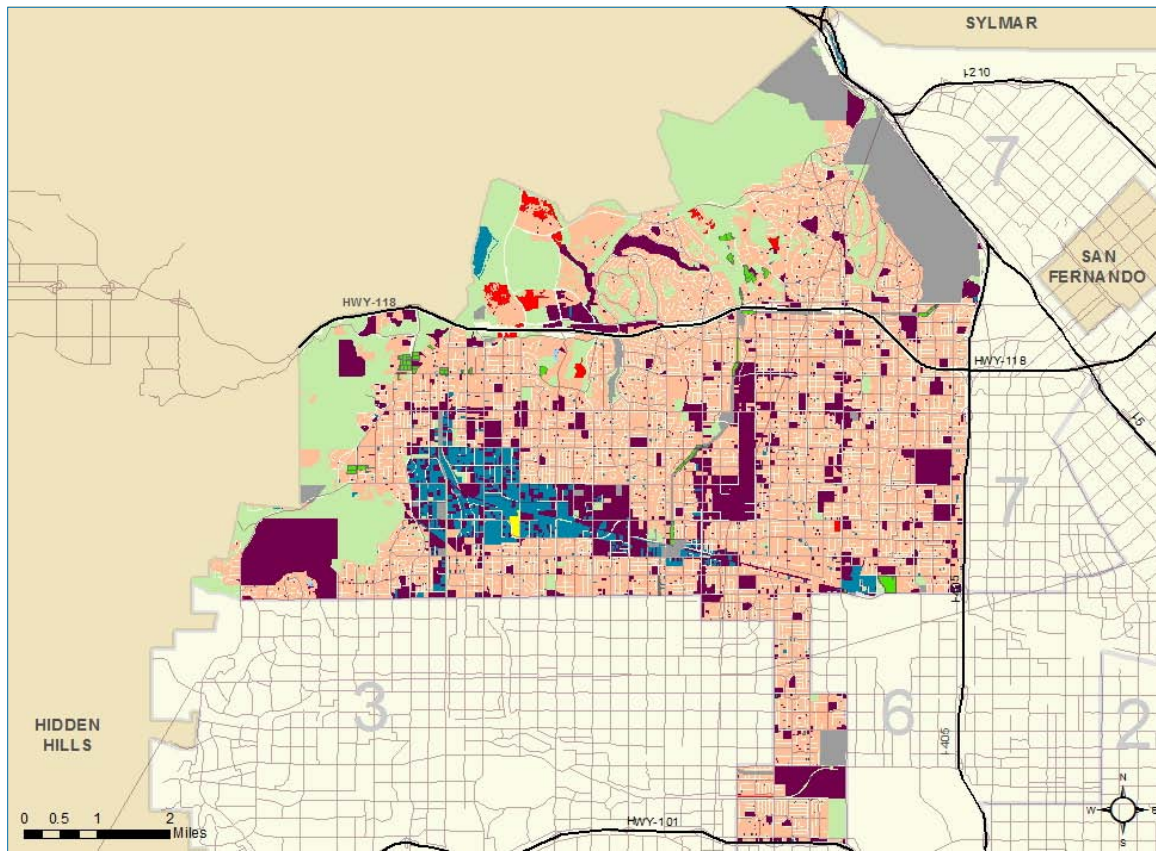 SYLMAR
I-210
7
SAN
FERNANDO
HWY-118
HWY-118
I-5
7
I-405
3
6
HIDDEN
HILLS
2
I-405
N
W
E
S
0 0.5 1 2
Miles
HWY-101